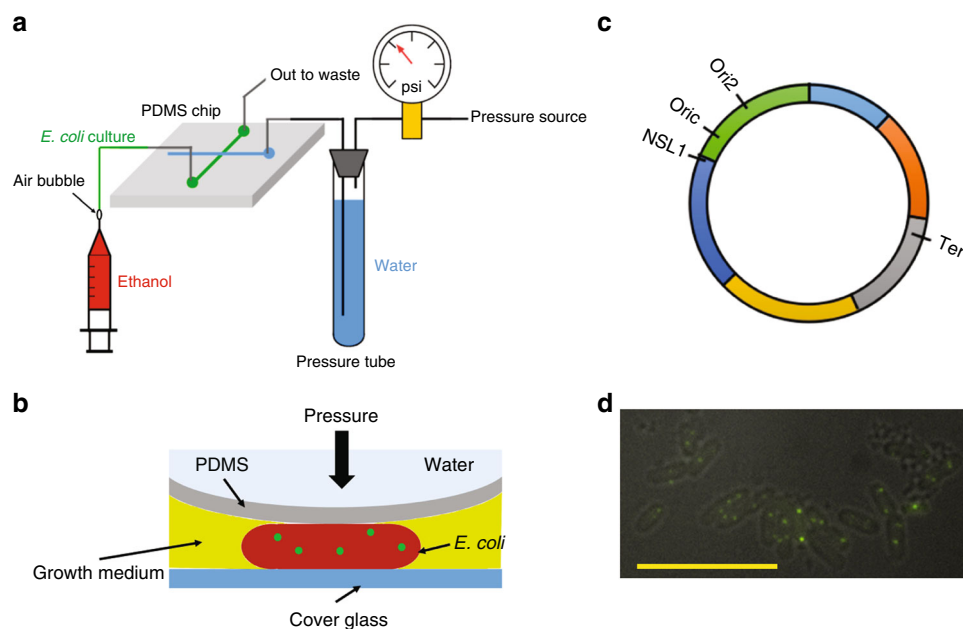 a
Out to waste
PDMS chip
psi
Pressure source
E. coli culture
Air bubble
Ethanol
Water
Pressure tube
b
Pressure
PDMS
Water
E. coli
Growth medium
Cover glass
c
Ori2
Oric
NSL1
Ter
d